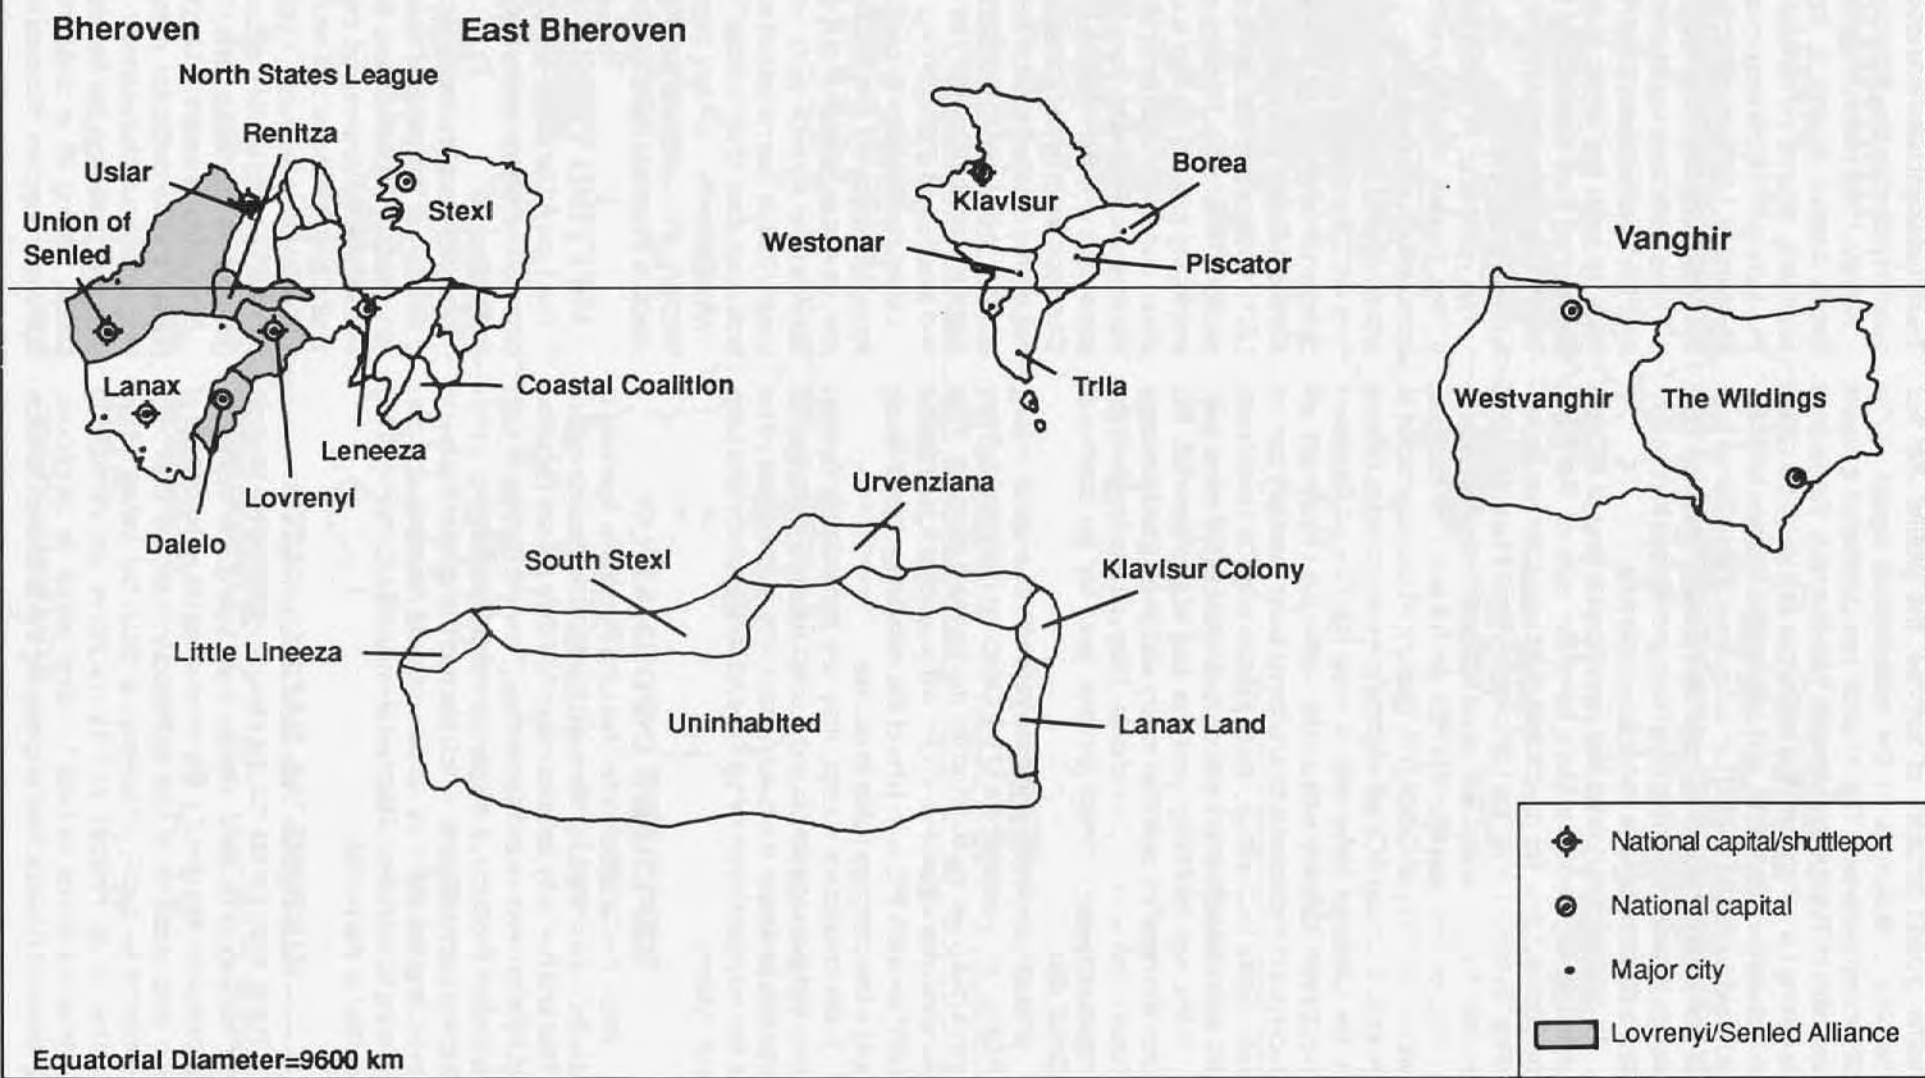 Bheroven
East Bheroven
North States League
Renitza
Uslar
Union of
Senled
Stexl
Lanax
Coastal Coalition
Leneeza
Lovrenyi
Dalelo
Klavisur
Borea
Westonar
Piscator
Trila
Vanghir
Westvanghir
The Wildings
Urvenziana
South Stexl
Klavisur Colony
Little Lineeza
Uninhabited
Lanax Land
National capital/shuttleport
National capital
Major city
Lovrenyi/Senled Alliance
Equatorial Diameter=9600 km